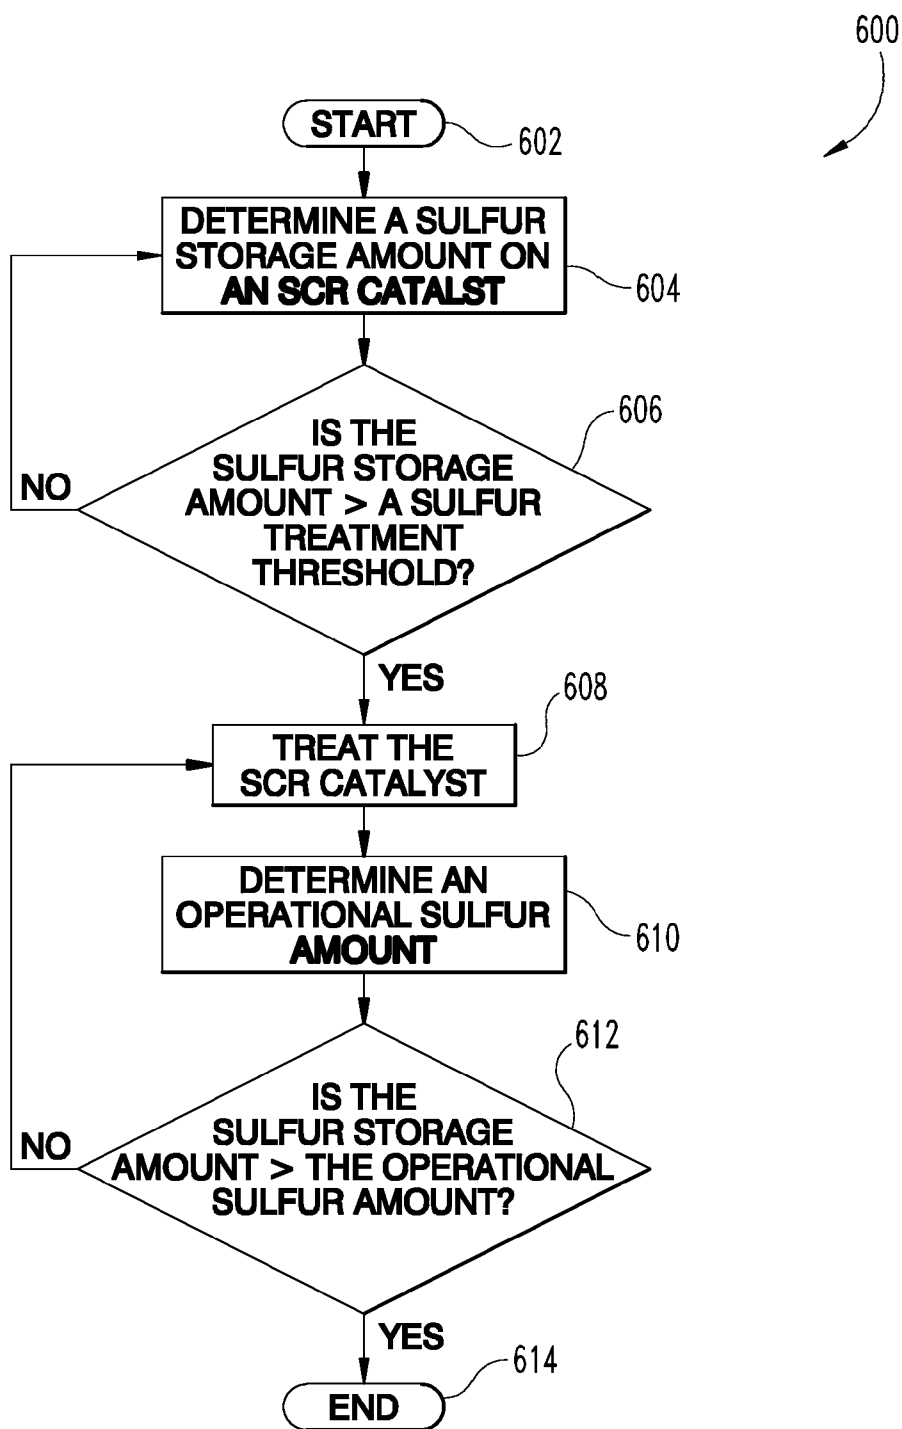 600
START
602
DETERMINE A SULFUR
STORAGE AMOUNT ON
AN SCR CATALST
604
606
IS THE
SULFUR STORAGE
AMOUNT > A SULFUR
TREATMENT
THRESHOLD?
NO
YES
608
TREAT THE
SCR CATALYST
DETERMINE AN
OPERATIONAL SULFUR
AMOUNT
610
612
IS THE
SULFUR STORAGE
AMOUNT > THE OPERATIONAL
SULFUR AMOUNT?
NO
YES
614
END